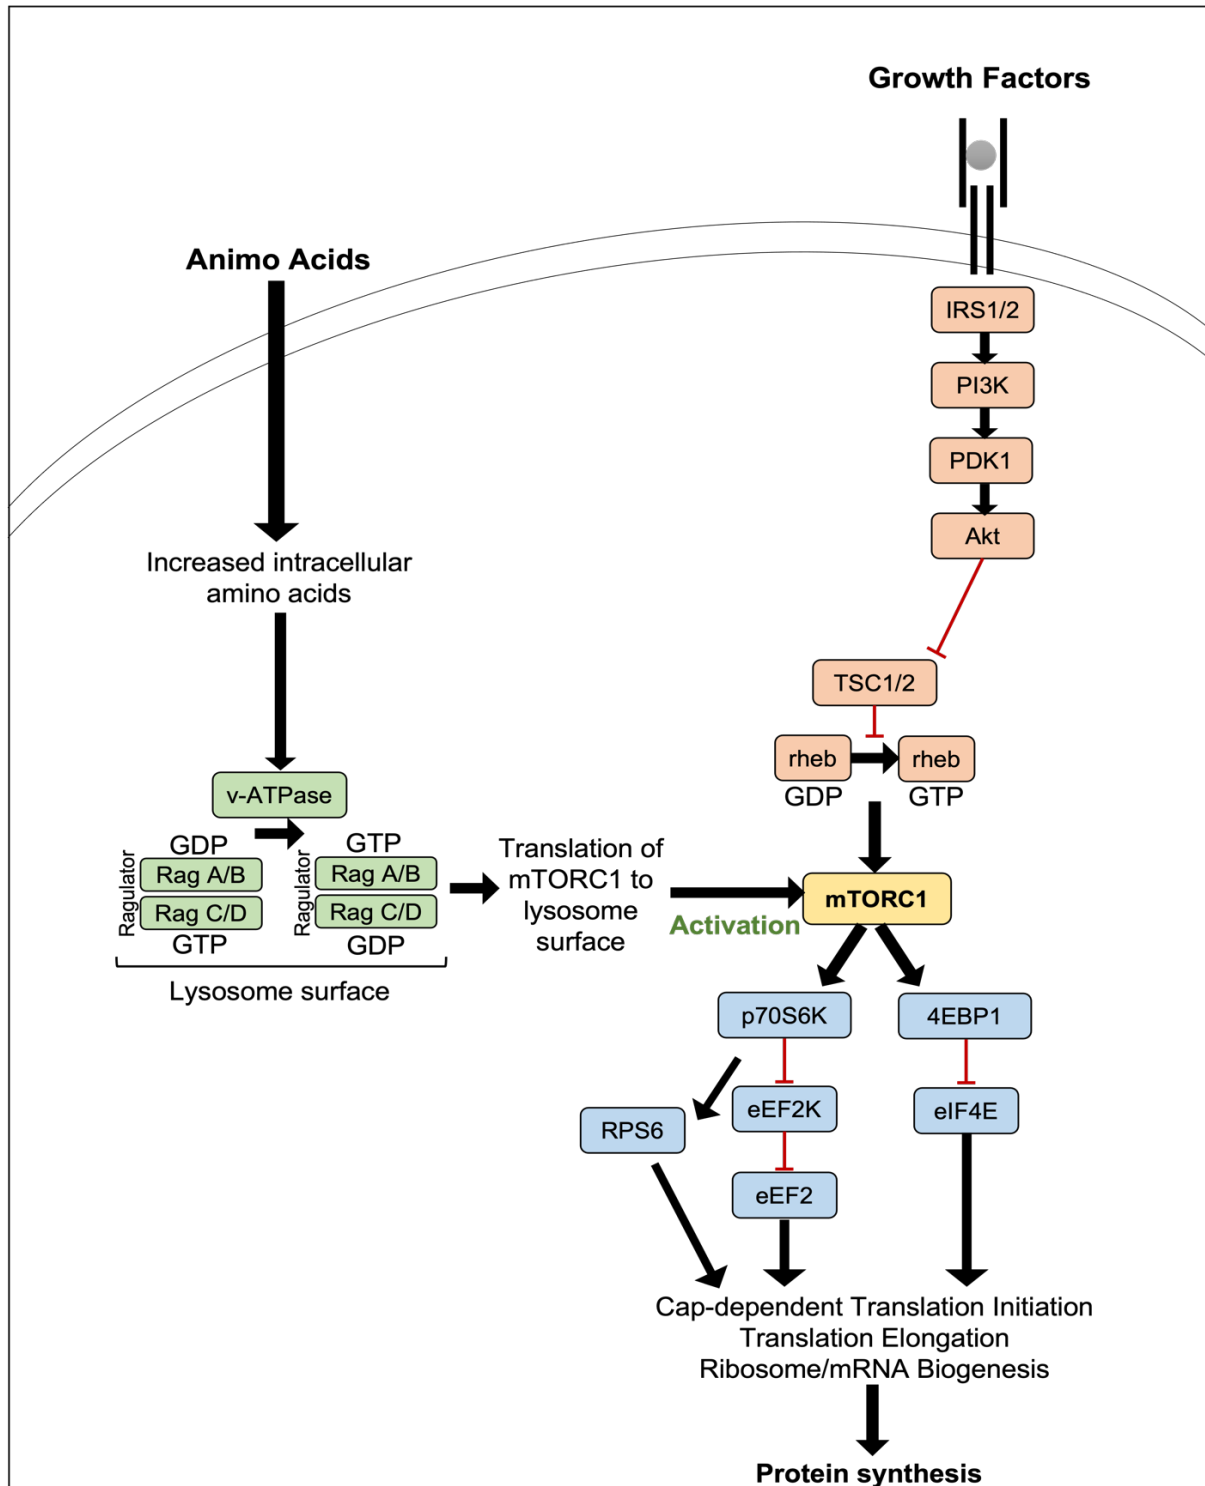 Growth Factors
Animo Acids
IRS1/2
PI3K
PDK1
Akt
Increased intracellular
amino acids
TSC1/2
rheb
rheb
GDP
GTP
v-ATPase
GDP
GTP
Ragulator
Rag A/B
Rag C/D
GTP
Ragulator
Rag A/B
Rag C/D
GDP
Lysosome surface
Translation of
mTORC1 to
lysosome
surface
Activation
mTORC1
p70S6K
4EBP1
eEF2K
eIF4E
RPS6
eEF2
Cap-dependent Translation Initiation
Translation Elongation
Ribosome/mRNA Biogenesis
Protein synthesis